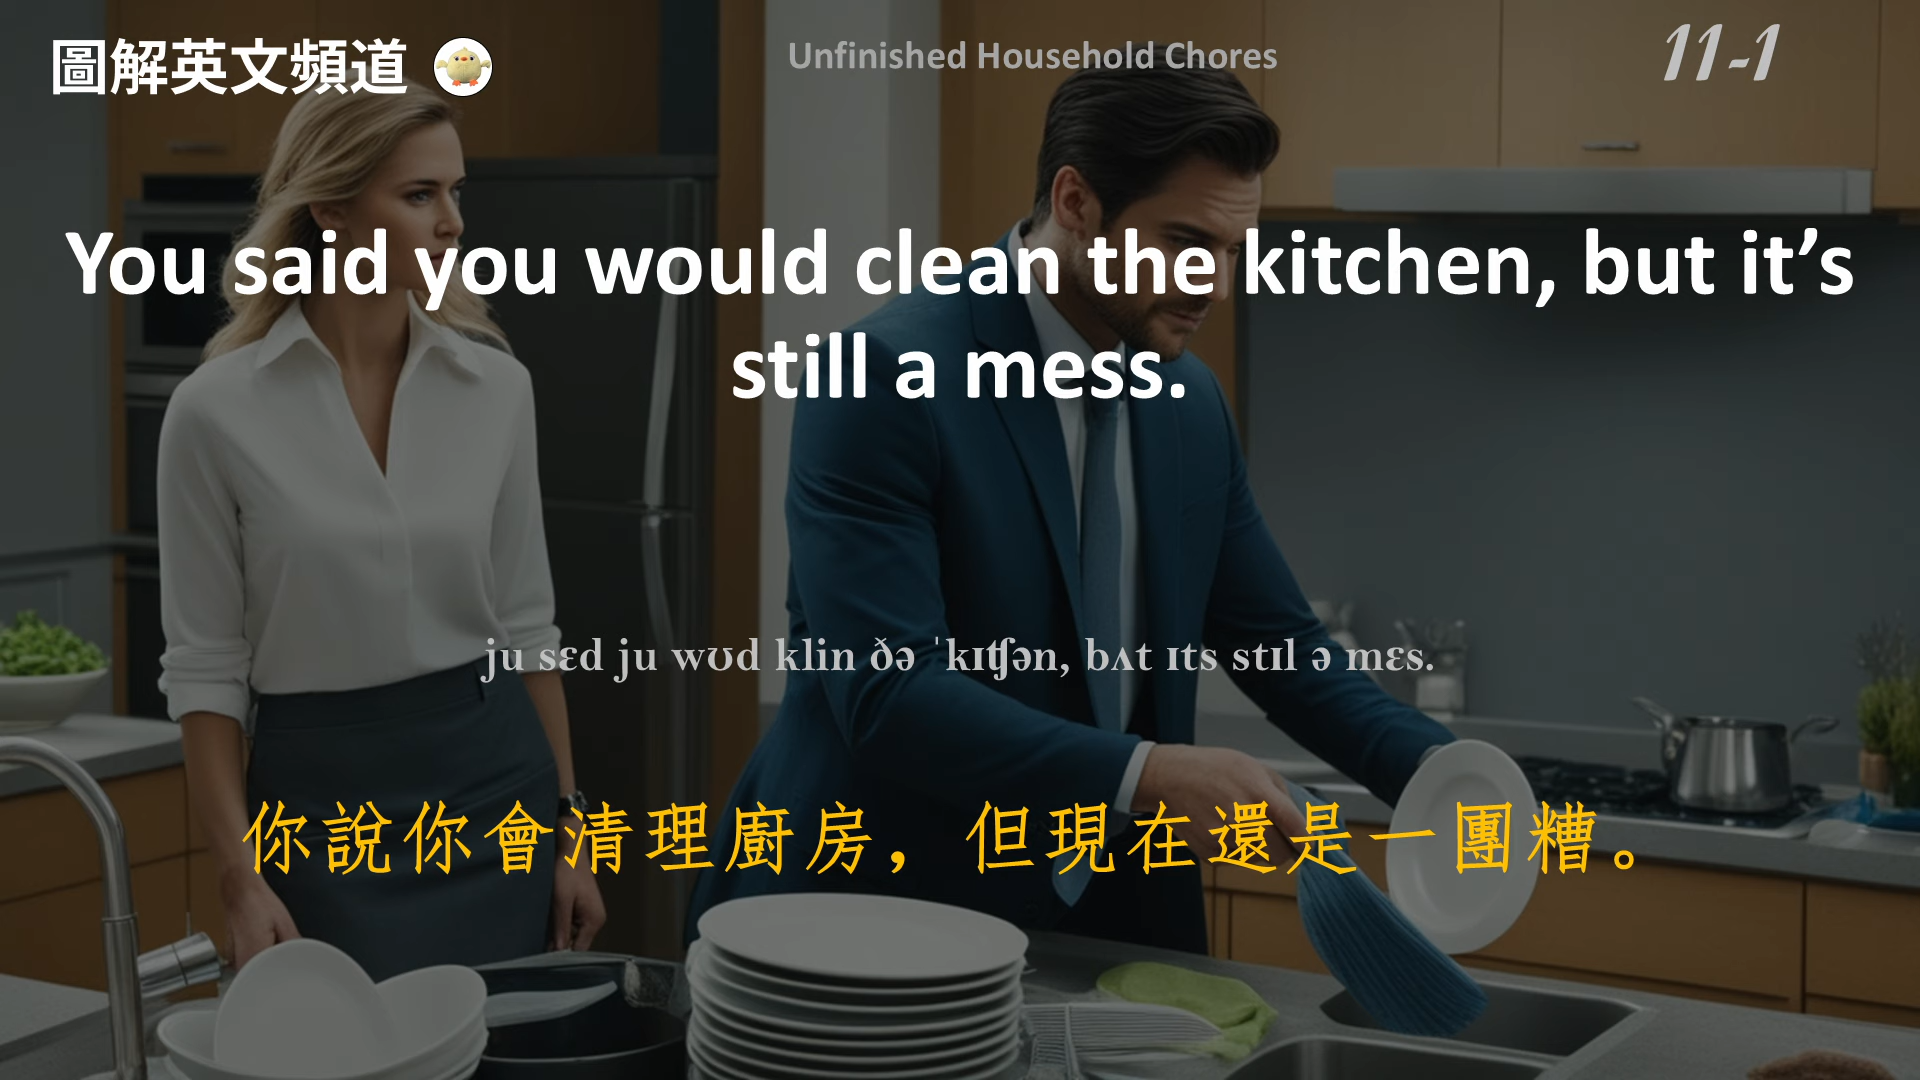 圖解英文頻道
Unfinished Household Chores
11-1
You said you would clean the kitchen, but it’s
still a mess.
ju sɛd ju wʊd klin ðə ˈkɪʧən, bʌt ɪts stɪl ə mɛs.
你說你會清理廚房，但現在還是一團糟。